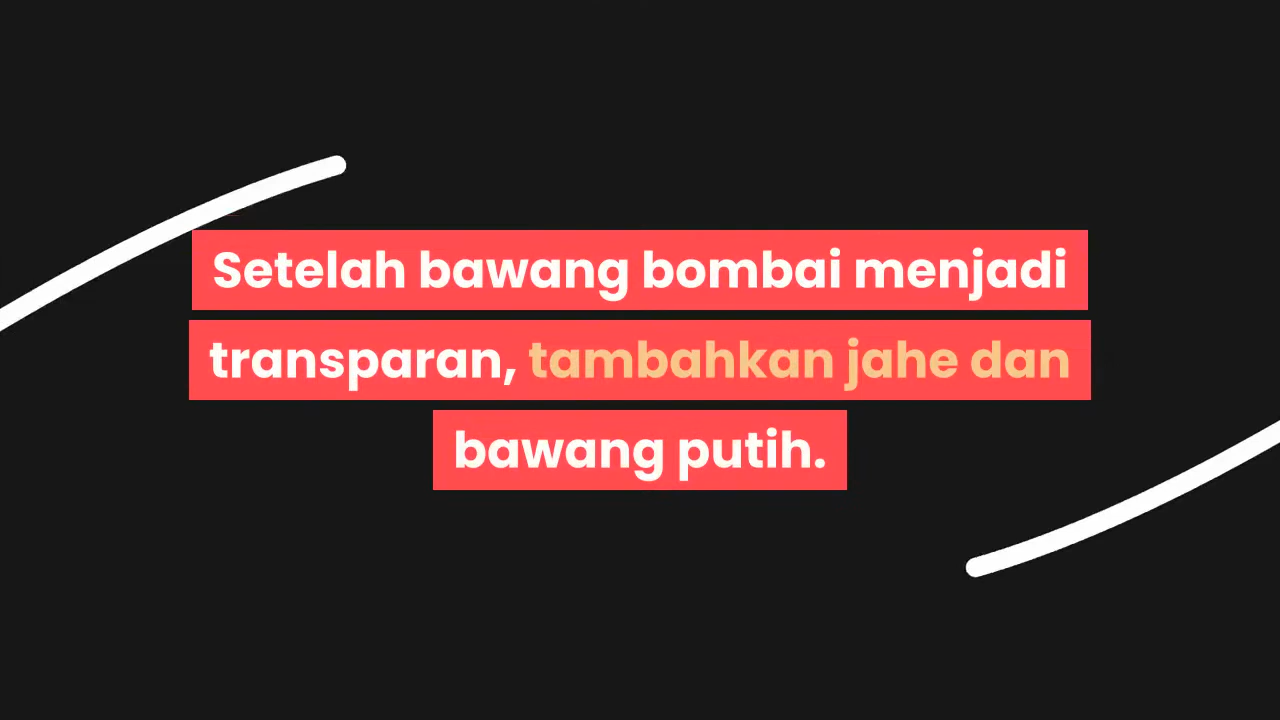 Setelah bawang bombai menjadi
transparan, tambahkan jahe dan
bawang putih.